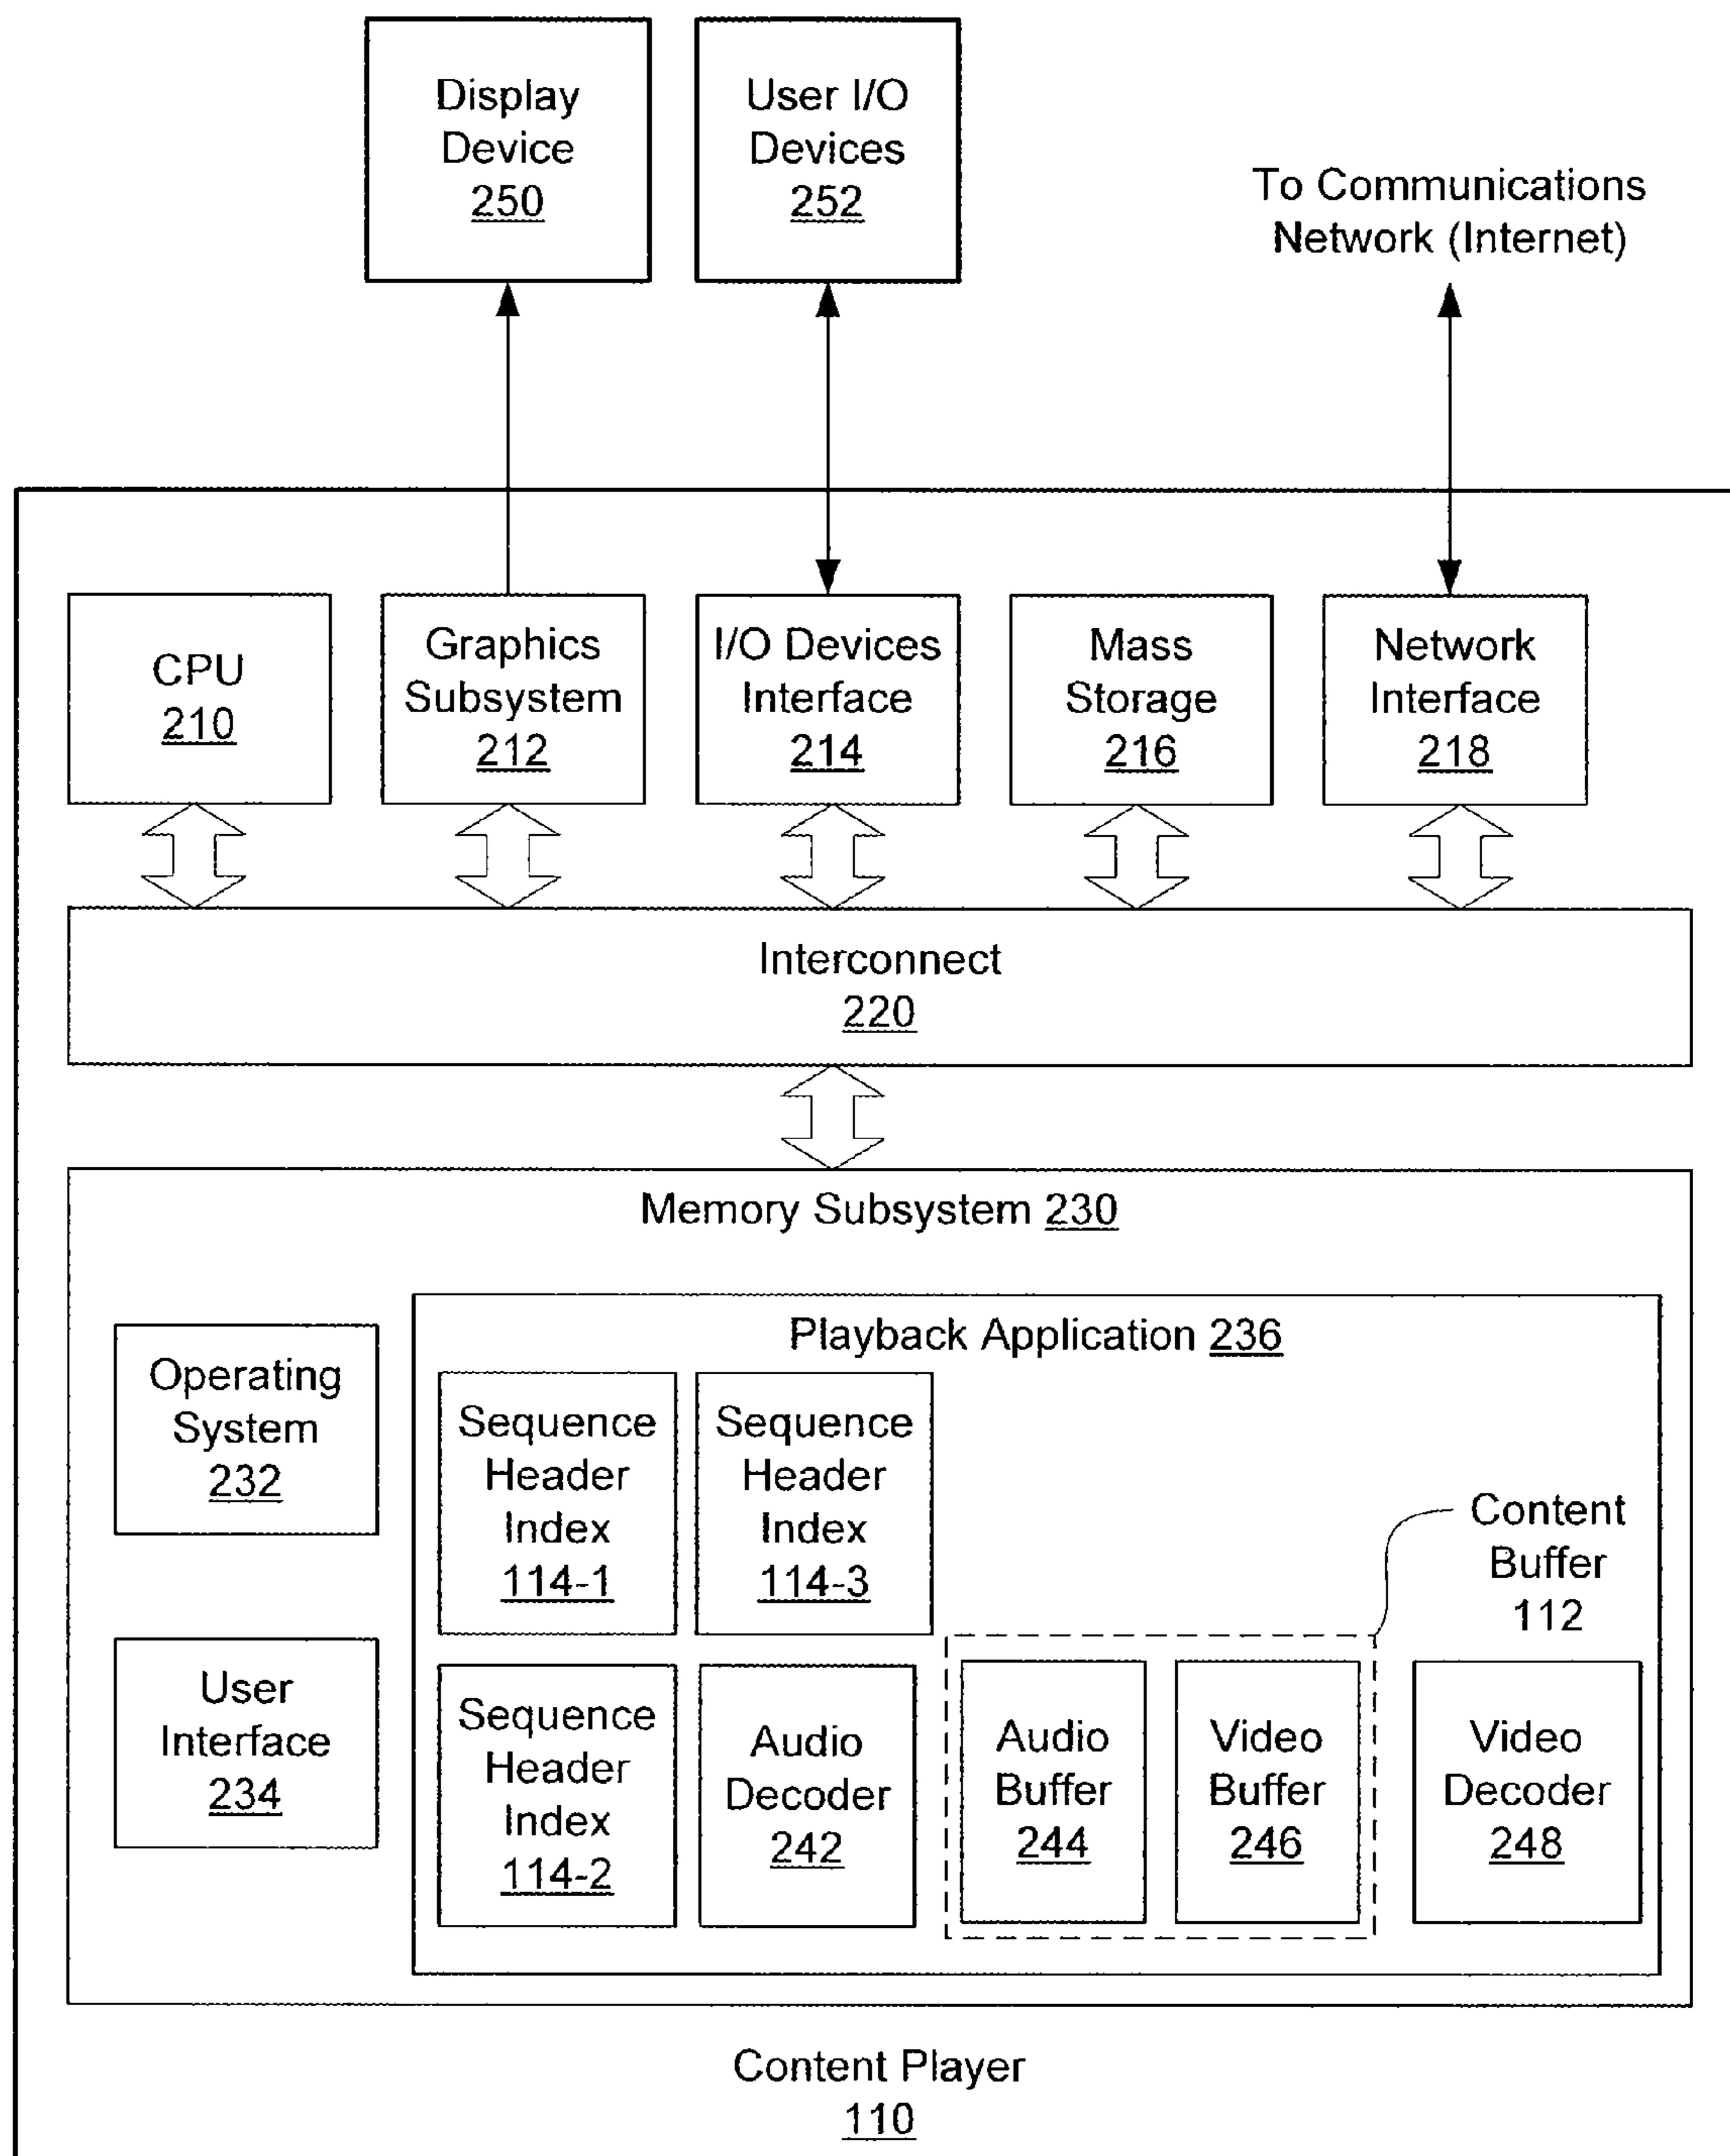 Display
Device
250
User I/O
Devices
252
To Communications
Network (Internet)
CPU
210
Graphics
Subsystem
212
I/O Devices
Interface
214
Mass
Storage
216
Network
Interface
218
Interconnect
220
Memory Subsystem 230
Operating
System
232
User
Interface
234
Playback Application 236
Sequence
Header
Index
114-1
Sequence
Header
Index
114-3
Sequence
Header
Index
114-2
Audio
Decoder
242
Content
Buffer
112
Audio
Buffer
244
Video
Buffer
246
Video
Decoder
248
Content Player
110